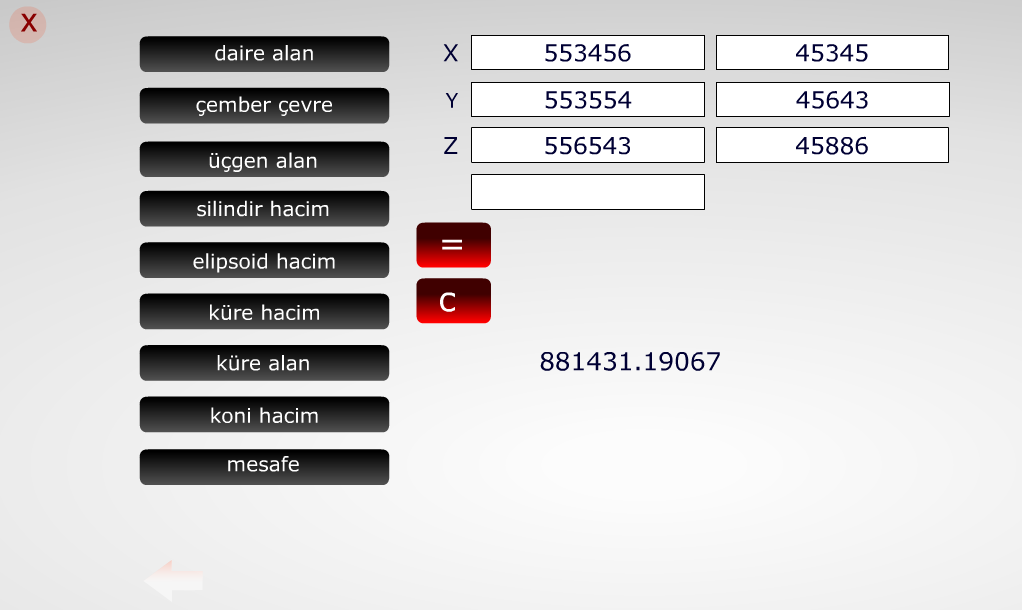 X
daire alan
çember çevre
üçgen alan
silindir hacim
elipsoid hacim
küre hacim
küre alan
koni hacim
mesafe
X 553456 45345
Y 553554 45643
Z 556543 45886
=
C
881431.19067